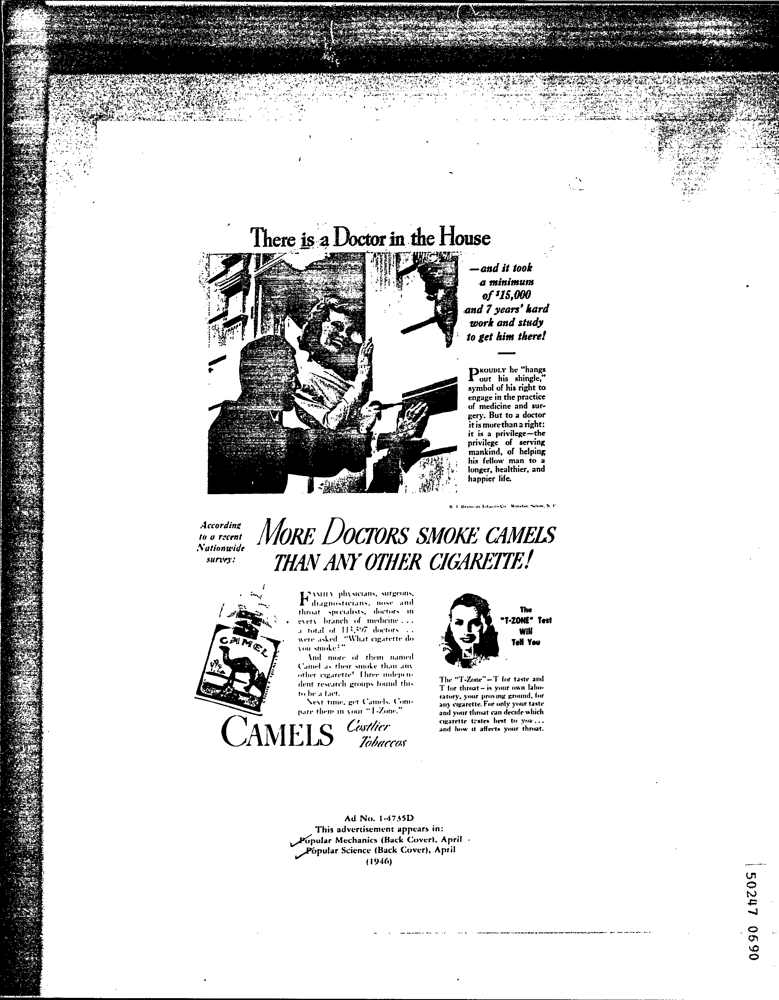 There is a Doctor in the House
—and it took
a minimum
of $15,000
and 7 years' hard
work and study
to get him there!
PROUDLY he "hangs
out his shingle,"
symbol of his right to
engage in the practice
of medicine and sur-
gery. But to a doctor
it is more than a right:
it is a privilege—the
privilege of serving
mankind, of helping
his fellow man to a
longer, healthier, and
happier life.
R. J. Reynolds Tobacco Co., Winston-Salem, N. C.
According
to a recent
Nationwide
survey:
MORE DOCTORS SMOKE CAMELS
THAN ANY OTHER CIGARETTE!
CAMEL
FAMILY physicians, surgeons,
diagnosticians, nose and
throat specialists, doctors in
every branch of medicine...
a total of 113,597 doctors...
were asked "What cigarette do
you smoke?"
And more of them named
Camel as their smoke than any
other cigarette! Three indepen-
dent research groups found this
to be a fact.
Next time, get Camels. Com-
pare them in your "T-Zone."
The
"T-ZONE" Test
Will
Tell You
The "T-Zone"—T for taste and
T for throat—is your own labo-
ratory, your proving ground, for
any cigarette. For only your taste
and your throat can decide which
cigarette tastes best to you...
and how it affects your throat.
CAMELS Costlier
Tobaccos
Ad No. 1-4735D
This advertisement appears in:
Popular Mechanics (Back Cover), April
Popular Science (Back Cover), April
(1946)
50247 0690